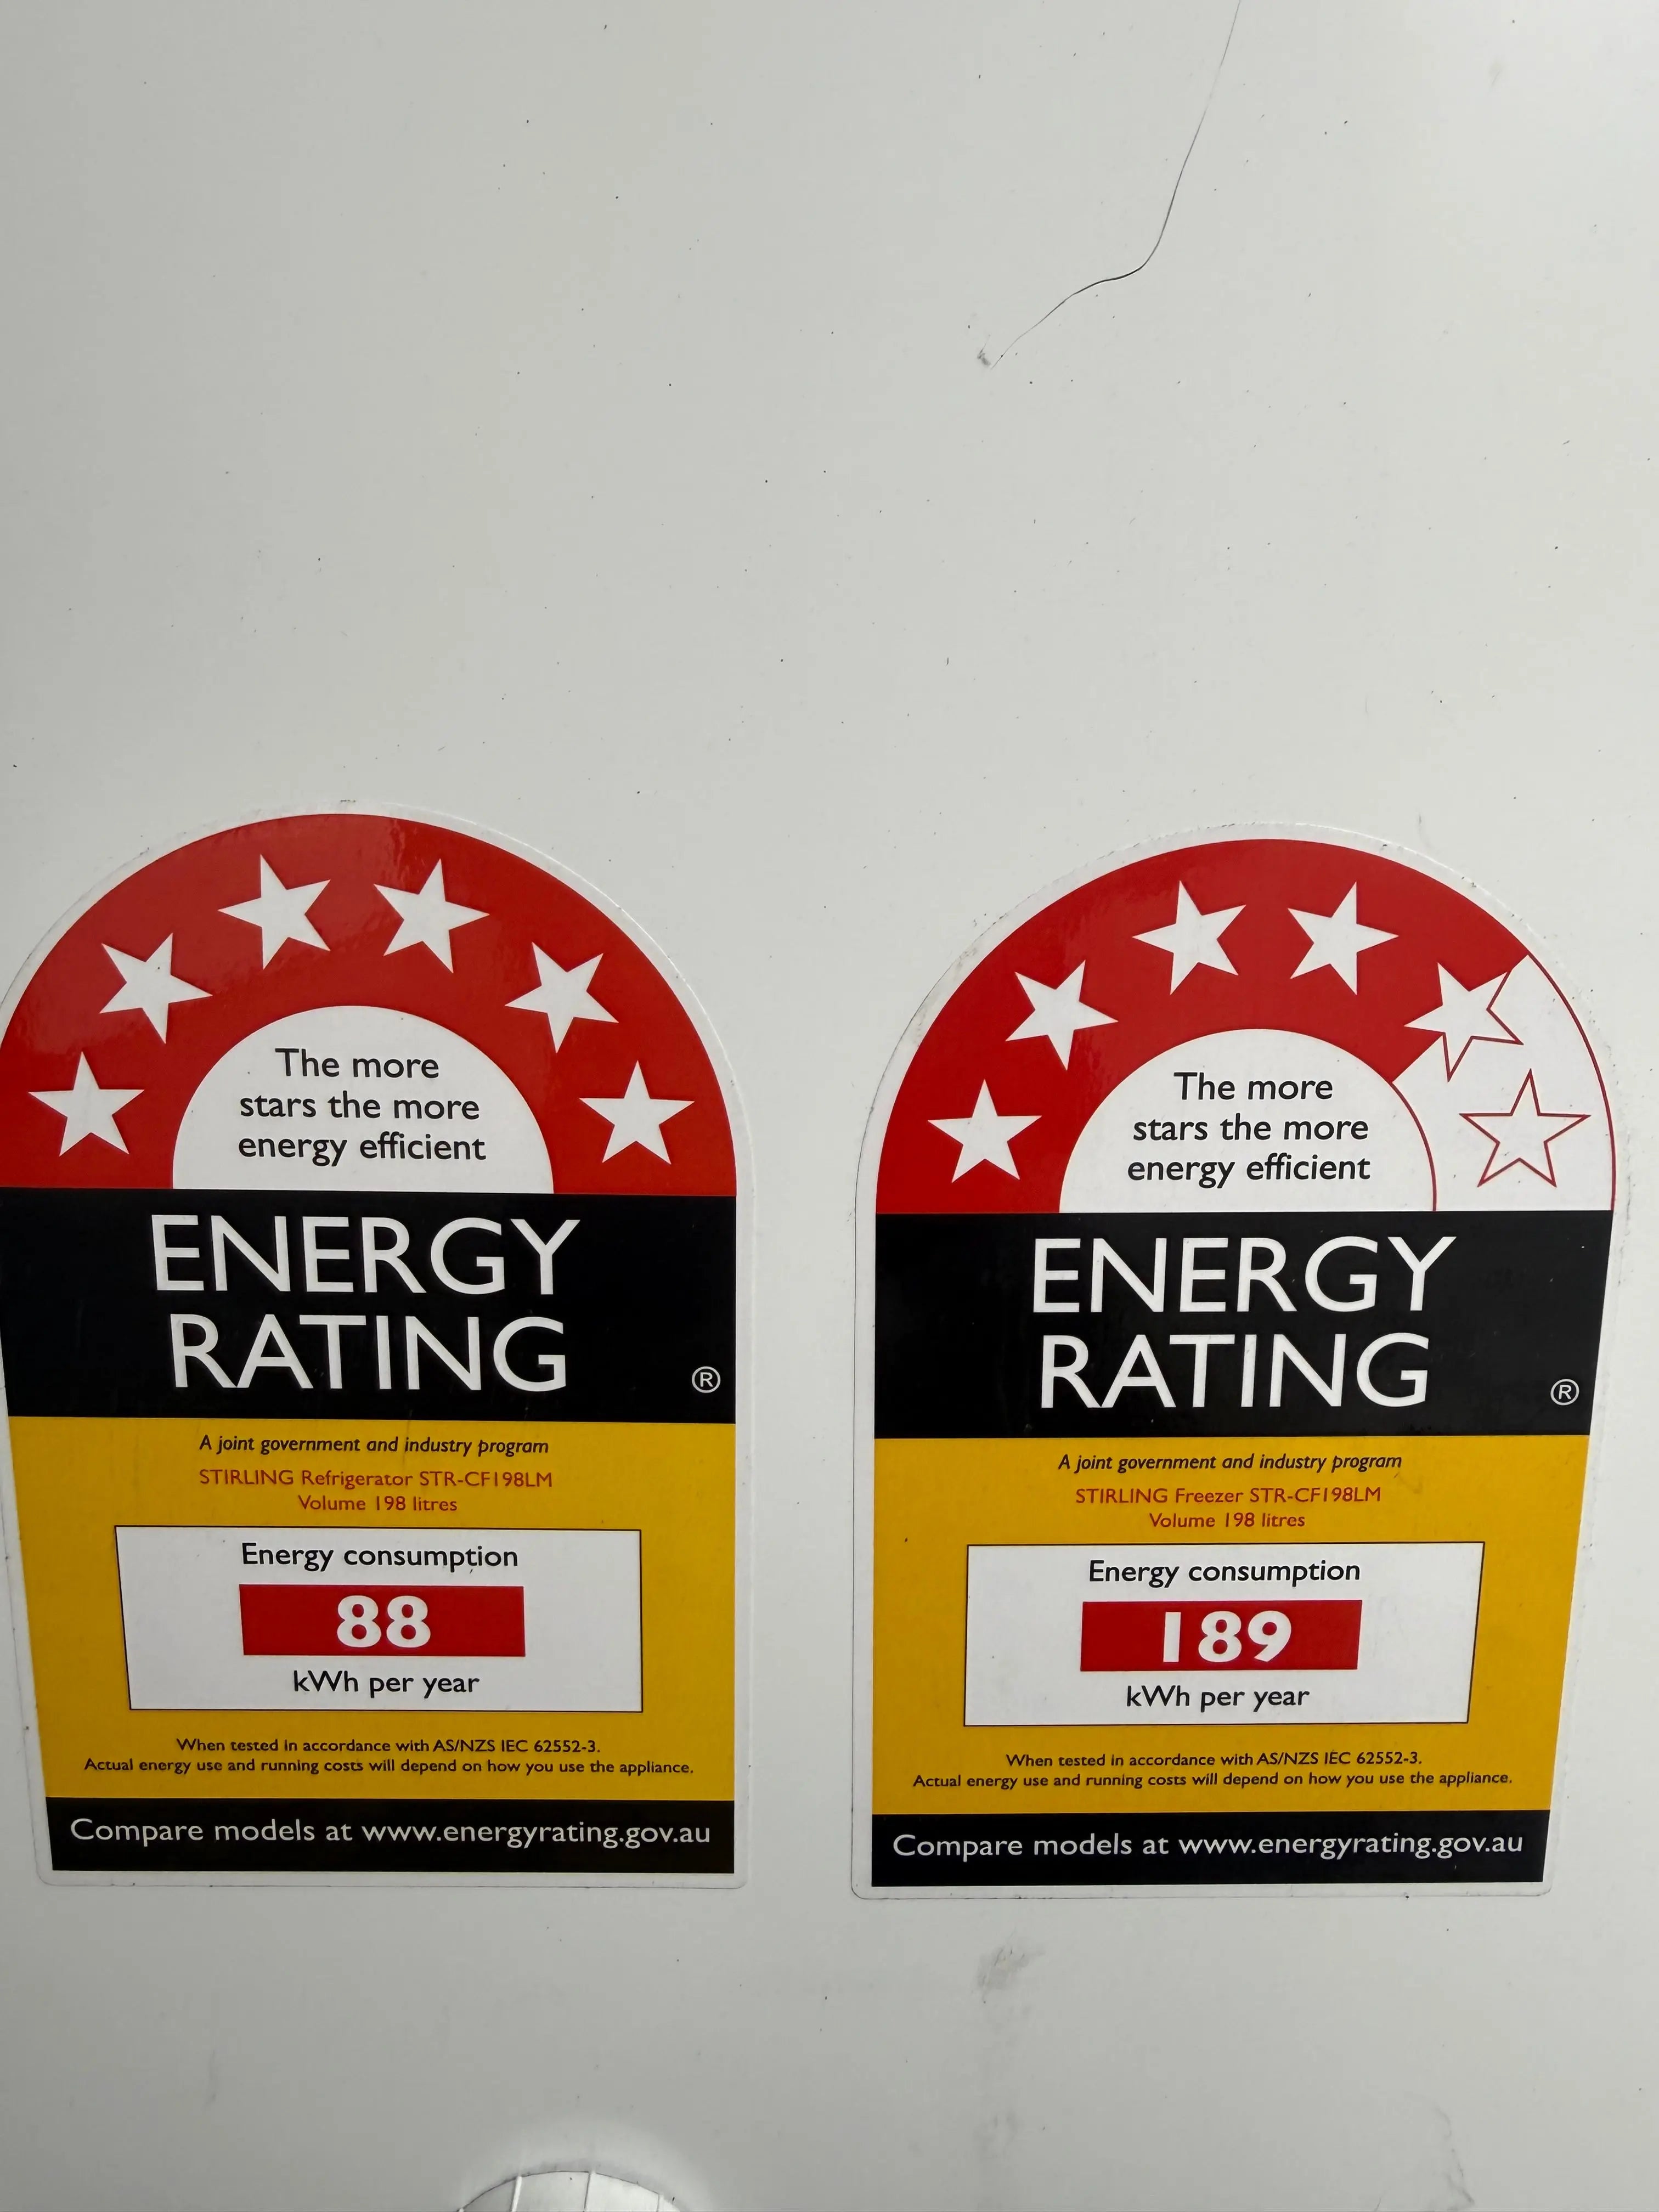 The more
stars the more
energy efficient
ENERGY
RATING
®
A joint government and industry program
STIRLING Refrigerator STR-CF198LM
Volume 198 litres
Energy consumption
88
kWh per year
When tested in accordance with AS/NZS IEC 62552-3.
Actual energy use and running costs will depend on how you use the appliance.
Compare models at www.energyrating.gov.au
The more
stars the more
energy efficient
ENERGY
RATING
®
A joint government and industry program
STIRLING Freezer STR-CF198LM
Volume 198 litres
Energy consumption
189
kWh per year
When tested in accordance with AS/NZS IEC 62552-3.
Actual energy use and running costs will depend on how you use the appliance.
Compare models at www.energyrating.gov.au